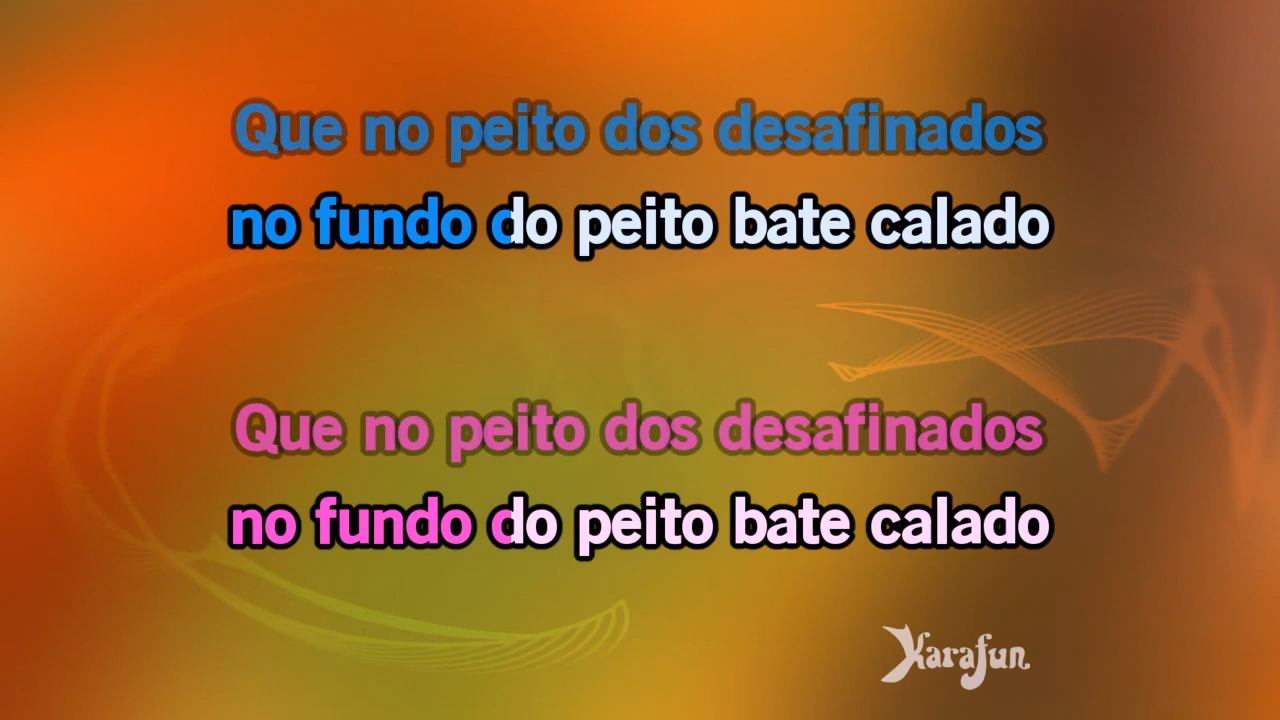 Que no peito dos desafinados
no fundo do peito bate calado
Que no peito dos desafinados
no fundo do peito bate calado
Karafun